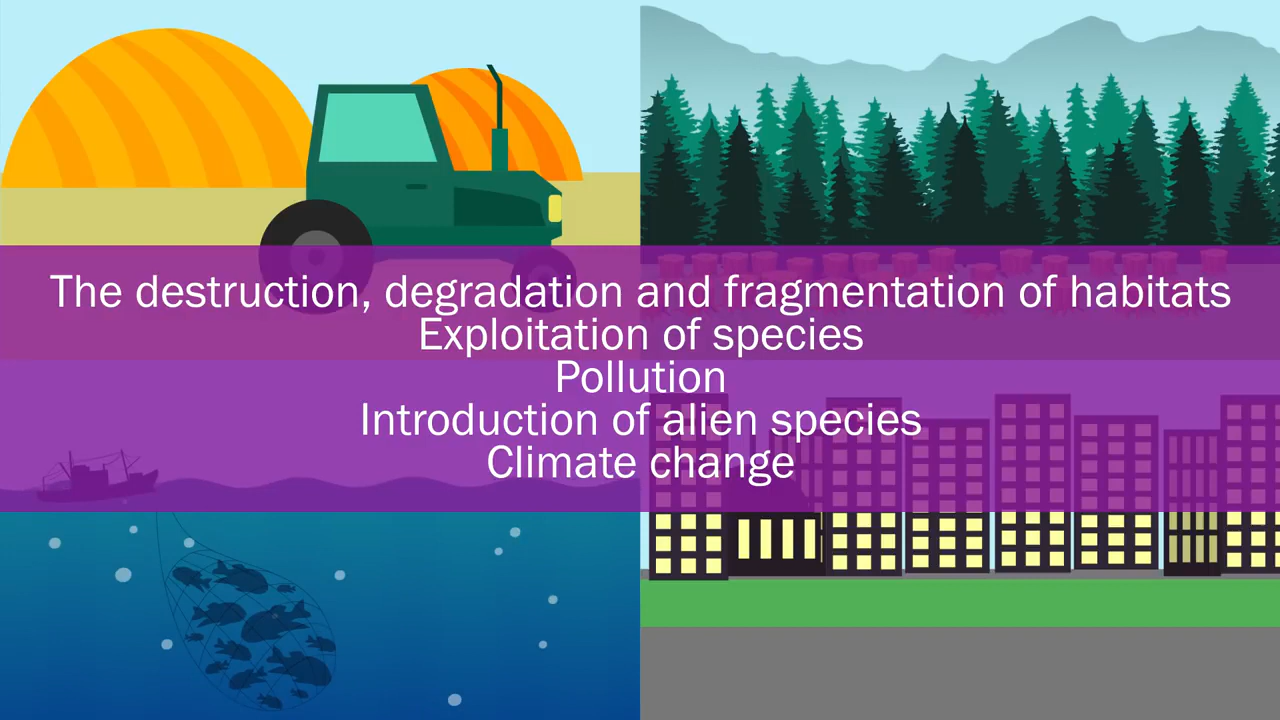 The destruction, degradation and fragmentation of habitats
Exploitation of species
Pollution
Introduction of alien species
Climate change